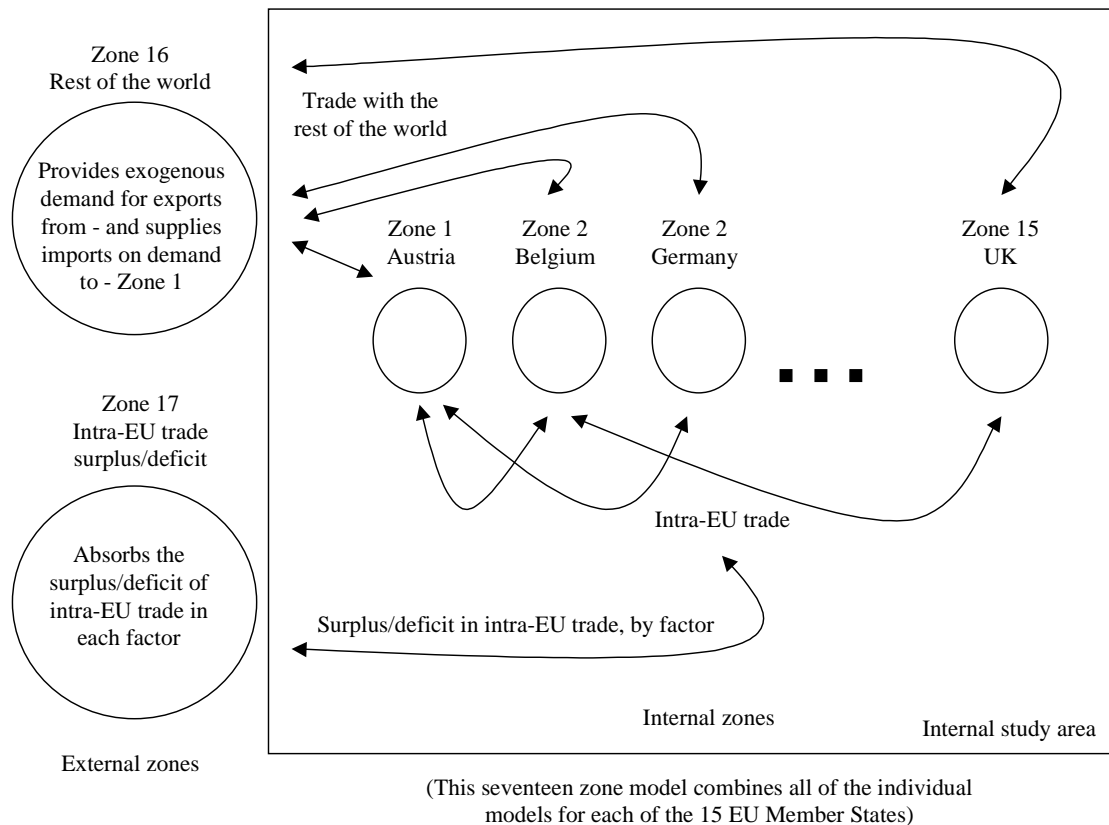 Zone 16
Rest of the world
Provides exogenous
demand for exports
from - and supplies
imports on demand
to - Zone 1
Trade with the
rest of the world
Zone 1
Austria
Zone 2
Belgium
Zone 2
Germany
Zone 15
UK
Zone 17
Intra-EU trade
surplus/deficit
Absorbs the
surplus/deficit of
intra-EU trade in
each factor
Intra-EU trade
Surplus/deficit in intra-EU trade, by factor
Internal zones
Internal study area
External zones
(This seventeen zone model combines all of the individual
models for each of the 15 EU Member States)